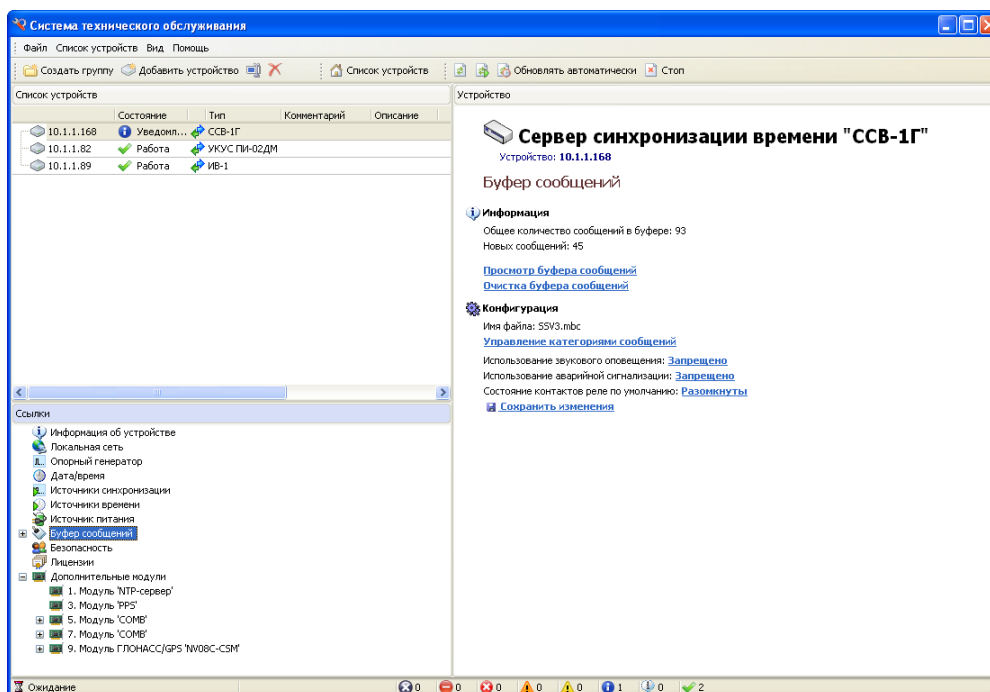 Система технического обслуживания
Файл Список устройств Вид Помощь
Создать группу Добавить устройство Список устройств Обновлять автоматически Стоп
Список устройств
Состояние Тип Комментарий Описание
10.1.1.168 Уведомл... ССВ-1Г
10.1.1.82 Работа УКУС ПИ-02ДМ
10.1.1.89 Работа ИВ-1
Ссылки
Информация об устройстве
Локальная сеть
Опорный генератор
Дата/время
Источники синхронизации
Источники времени
Источник питания
Буфер сообщений
Безопасность
Лицензии
Дополнительные модули
1. Модуль 'NTP-сервер'
3. Модуль 'PPS'
5. Модуль 'COMB'
7. Модуль 'COMB'
9. Модуль ГЛОНАСС/GPS 'NV08C-CSM'
Устройство
Сервер синхронизации времени "ССВ-1Г"
Устройство: 10.1.1.168
Буфер сообщений
Информация
Общее количество сообщений в буфере: 93
Новых сообщений: 45
Просмотр буфера сообщений
Очистка буфера сообщений
Конфигурация
Имя файла: SSV3.mbc
Управление категориями сообщений
Использование звукового оповещения: Запрещено
Использование аварийной сигнализации: Запрещено
Состояние контактов реле по умолчанию: Разомкнуты
Сохранить изменения
Ожидание 0 0 0 0 0 1 0 2